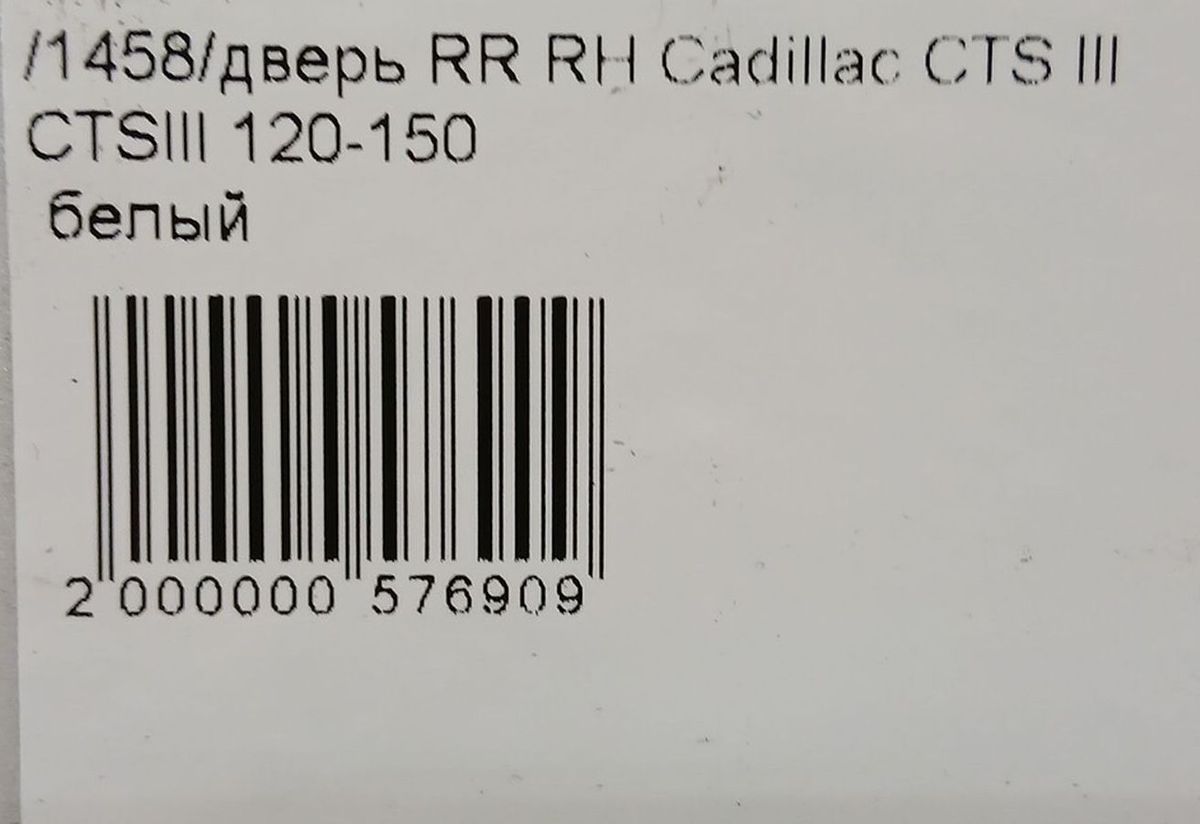 /1458/дверь RR RH Cadillac CTS III
CTSIII 120-150
белый
2 000000 576909